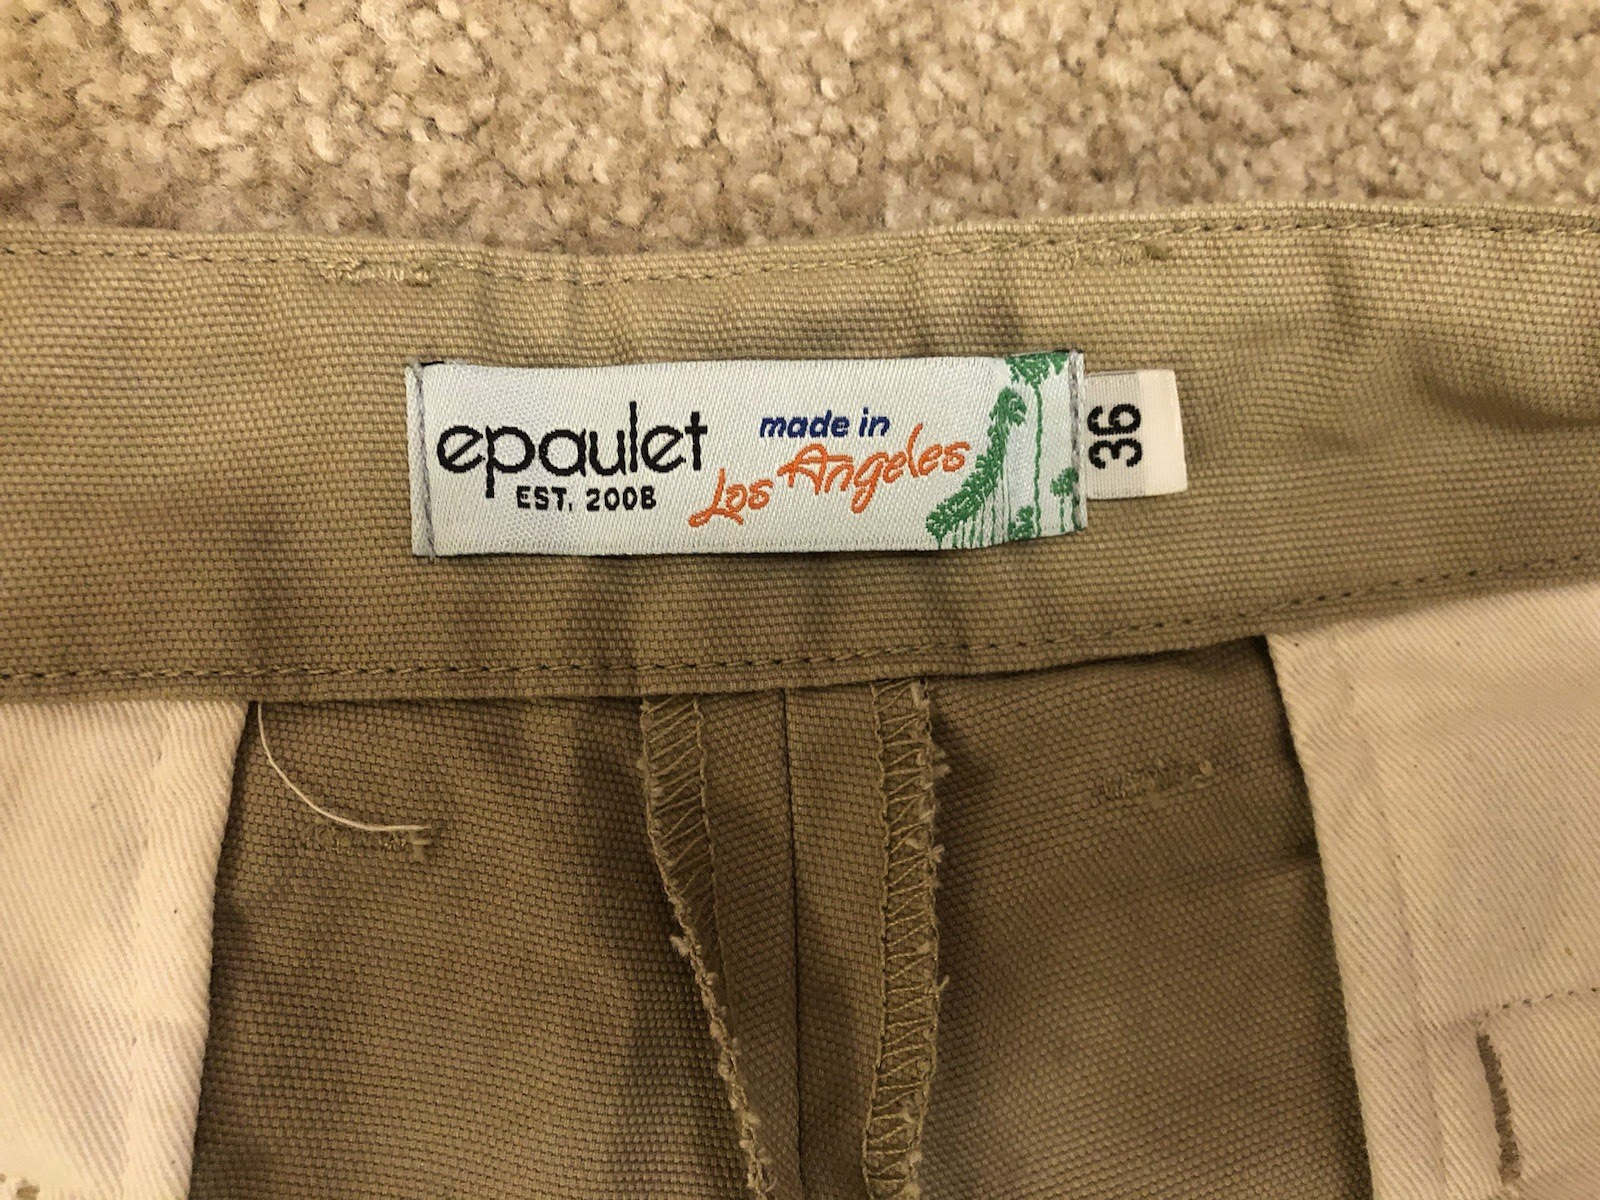 epaulet
EST. 2008
made in
Los Angeles
36